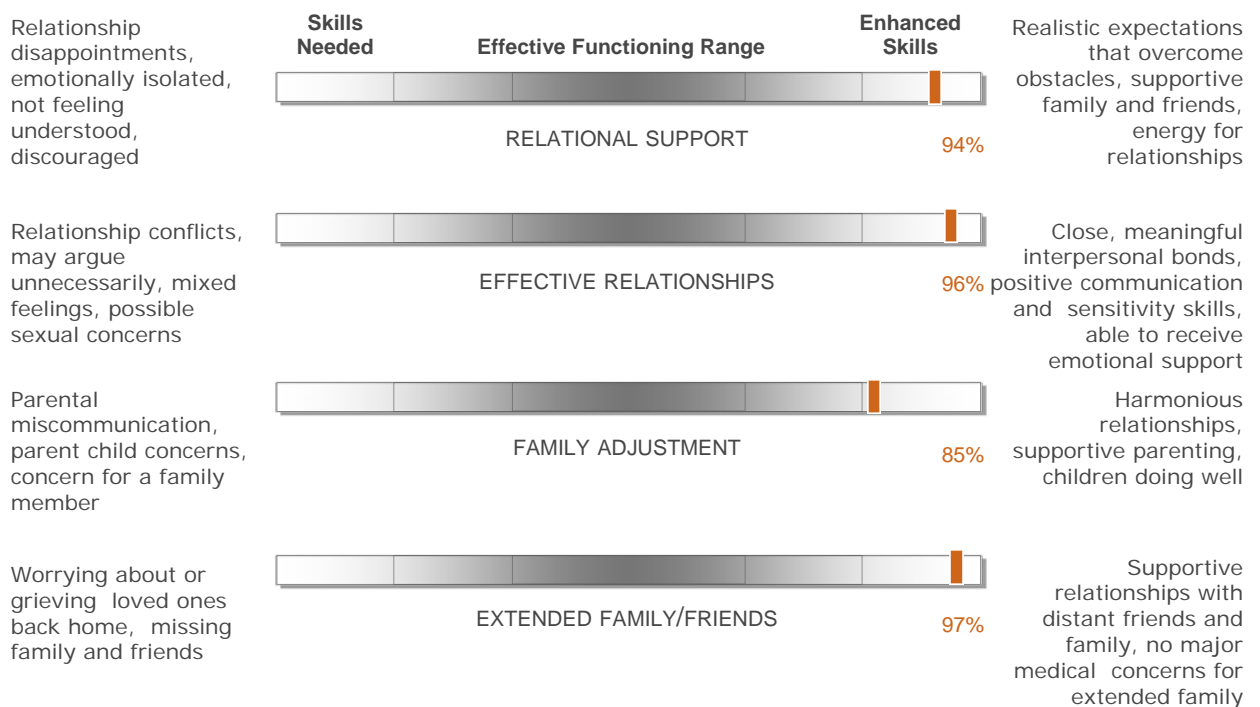 Relationship
disappointments,
emotionally isolated,
not feeling
understood,
discouraged
Skills
Needed
Effective Functioning Range
Enhanced
Skills
RELATIONAL SUPPORT
94%
Realistic expectations
that overcome
obstacles, supportive
family and friends,
energy for
relationships
Relationship conflicts,
may argue
unnecessarily, mixed
feelings, possible
sexual concerns
EFFECTIVE RELATIONSHIPS
96%
Close, meaningful
interpersonal bonds,
positive communication
and sensitivity skills,
able to receive
emotional support
Parental
miscommunication,
parent child concerns,
concern for a family
member
FAMILY ADJUSTMENT
85%
Harmonious
relationships,
supportive parenting,
children doing well
Worrying about or
grieving loved ones
back home, missing
family and friends
EXTENDED FAMILY/FRIENDS
97%
Supportive
relationships with
distant friends and
family, no major
medical concerns for
extended family